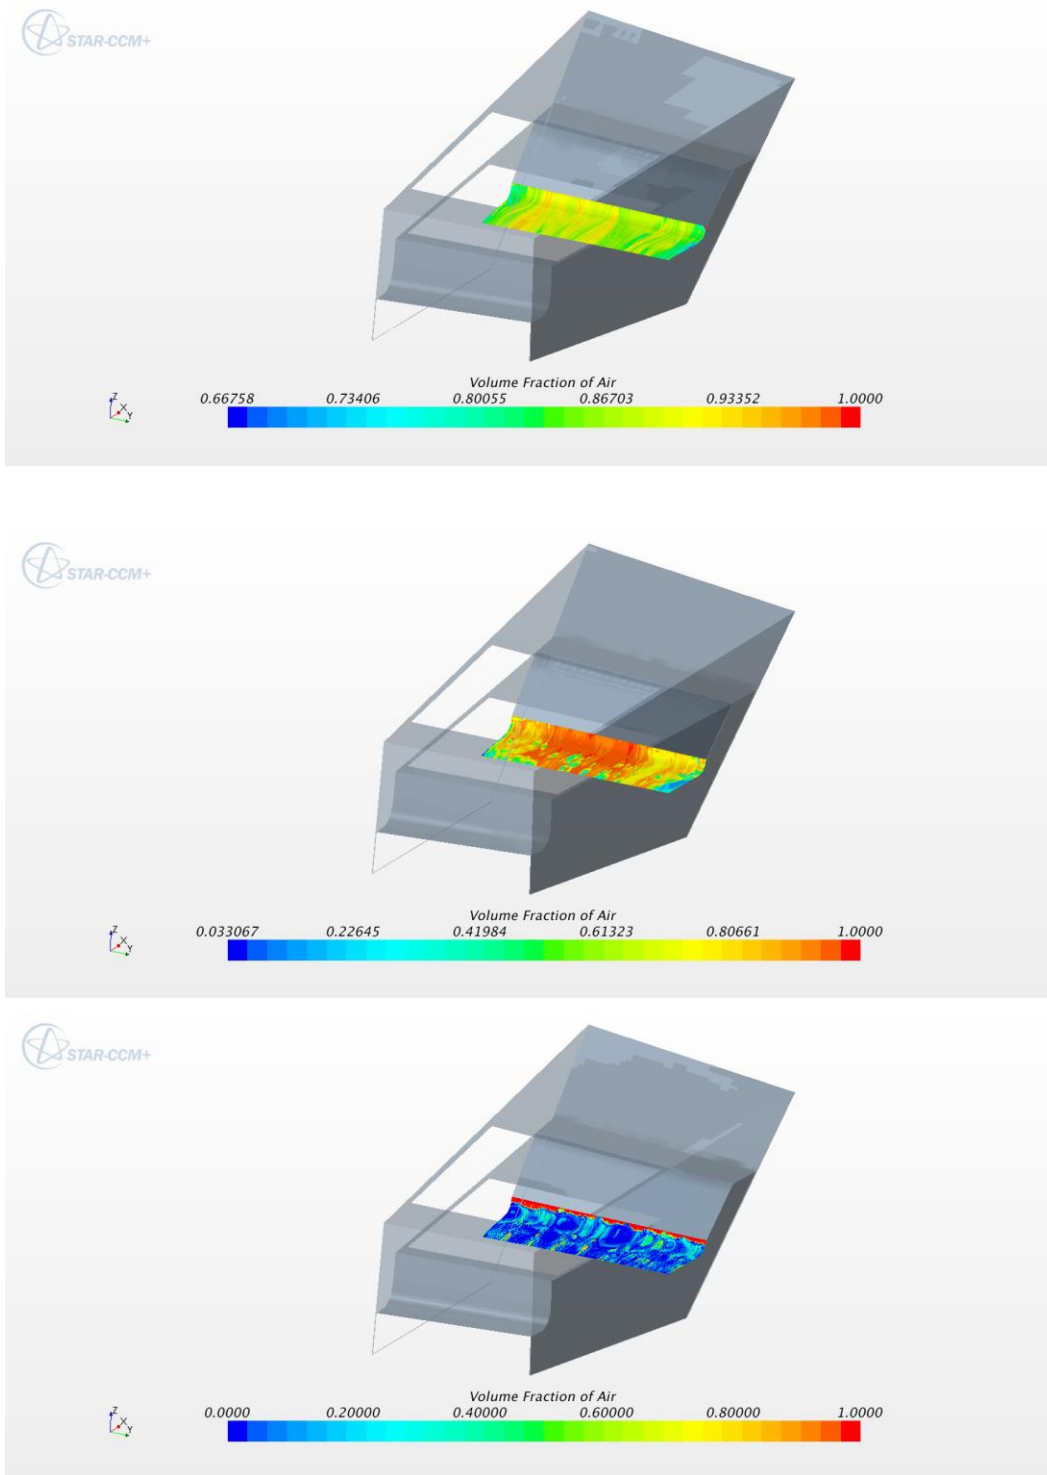 STAR-CCM+
Z
X
Y
Volume Fraction of Air
0.66758 0.73406 0.80055 0.86703 0.93352 1.0000
STAR-CCM+
Z
X
Y
Volume Fraction of Air
0.033067 0.22645 0.41984 0.61323 0.80661 1.0000
STAR-CCM+
Z
X
Y
Volume Fraction of Air
0.0000 0.20000 0.40000 0.60000 0.80000 1.0000